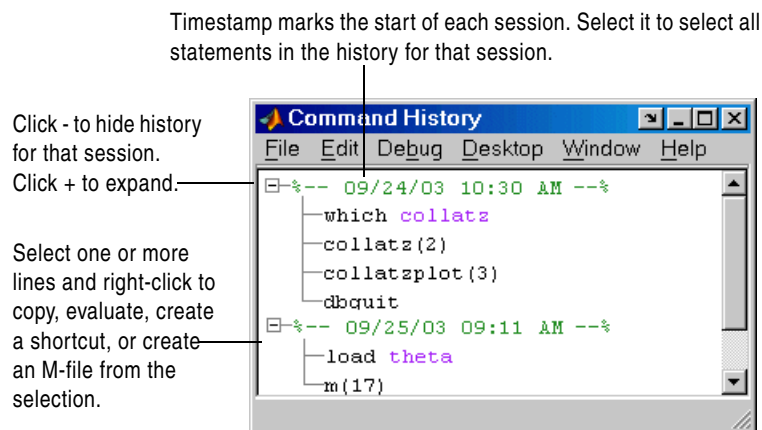 Timestamp marks the start of each session. Select it to select all
statements in the history for that session.
Click - to hide history
for that session.
Click + to expand.
Select one or more
lines and right-click to
copy, evaluate, create
a shortcut, or create
an M-file from the
selection.
Command History
File Edit Debug Desktop Window Help
%-- 09/24/03 10:30 AM --%
which collatz
collatz(2)
collatzplot(3)
dbquit
%-- 09/25/03 09:11 AM --%
load theta
m(17)